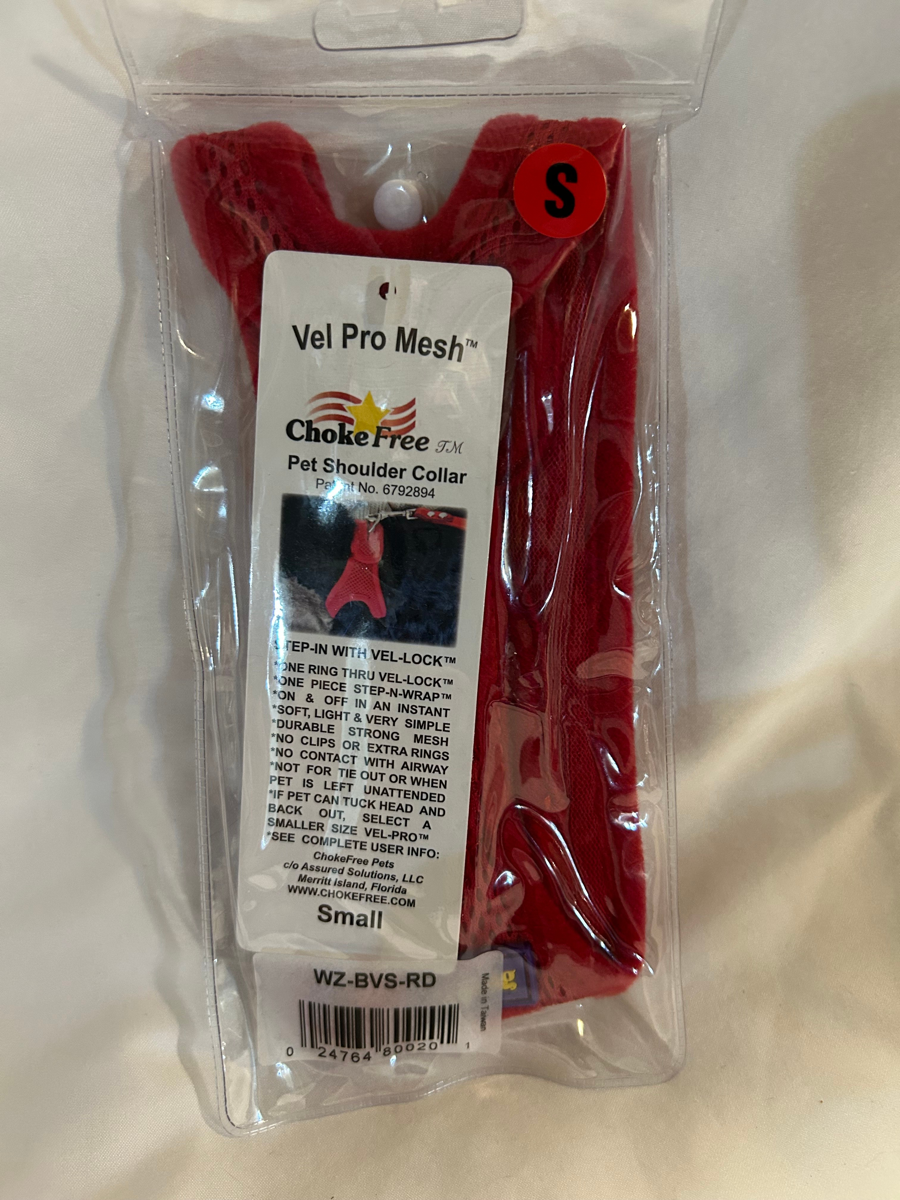 S
Vel Pro Mesh™
ChokeFree TM
Pet Shoulder Collar
No. 6792894
STEP-IN WITH VEL-LOCK™
*ONE RING THRU VEL-LOCK™
*ONE PIECE STEP-N-WRAP™
*ON & OFF IN AN INSTANT
*SOFT, LIGHT & VERY SIMPLE
*DURABLE STRONG MESH
*NO CLIPS OR EXTRA RINGS
*NO CONTACT WITH AIRWAY
*NOT FOR TIE OUT OR WHEN
PET IS LEFT UNATTENDED
*IF PET CAN TUCK HEAD AND
BACK OUT, SELECT A
SMALLER SIZE VEL-PRO™
*SEE COMPLETE USER INFO:
ChokeFree Pets
c/o Assured Solutions, LLC
Merritt Island, Florida
WWW.CHOKEFREE.COM
Small
WZ-BVS-RD
Made in Taiwan
0 24764 80020 1